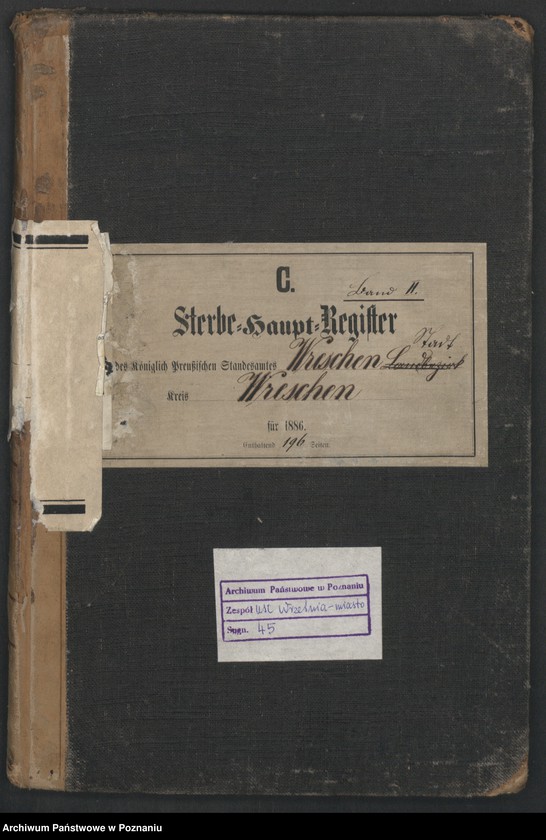 C.
Band II.
Sterbe-Haupt-Register
Stadt
des Königlich Preußischen Standesamtes Wreschen Landbezirk
Kreis Wreschen
für 1886.
Enthaltend 196 Seiten
Archiwum Państwowe w Poznaniu
Zespół USC Września-miasto
Sygn. 45
Archiwum Państwowe w Poznaniu